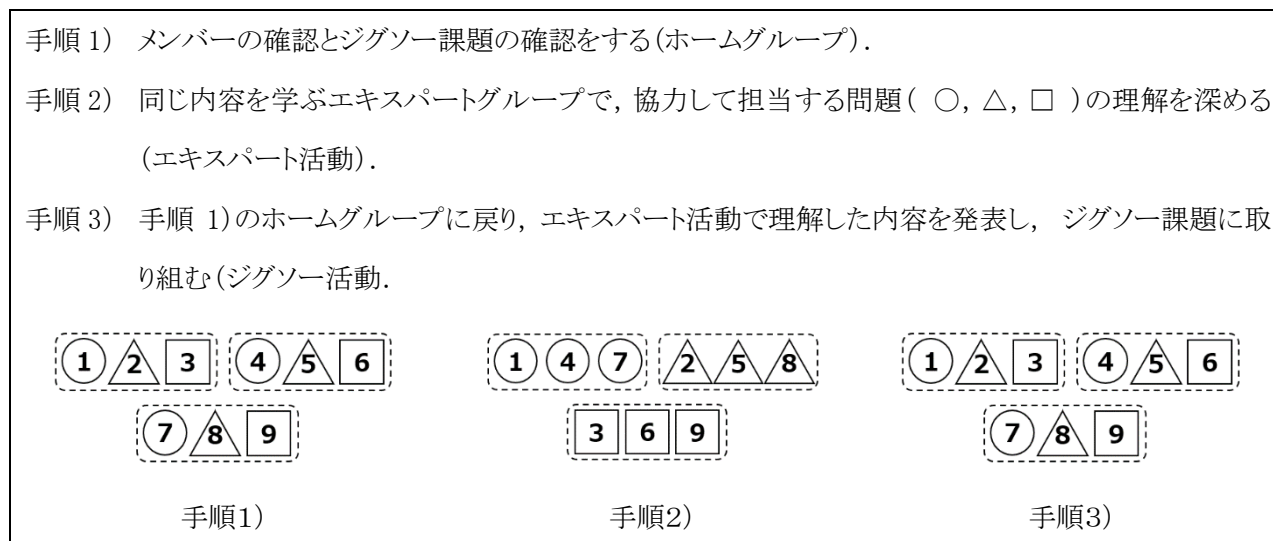 手順 1) メンバーの確認とジグソー課題の確認をする(ホームグループ).
手順 2) 同じ内容を学ぶエキスパートグループで, 協力して担当する問題( ○, △, □ )の理解を深める
(エキスパート活動).
手順 3) 手順 1)のホームグループに戻り, エキスパート活動で理解した内容を発表し, ジグソー課題に取
り組む(ジグソー活動.
1 2 3 4 5 6
7 8 9
手順1)
1 4 7 2 5 8
3 6 9
手順2)
1 2 3 4 5 6
7 8 9
手順3)